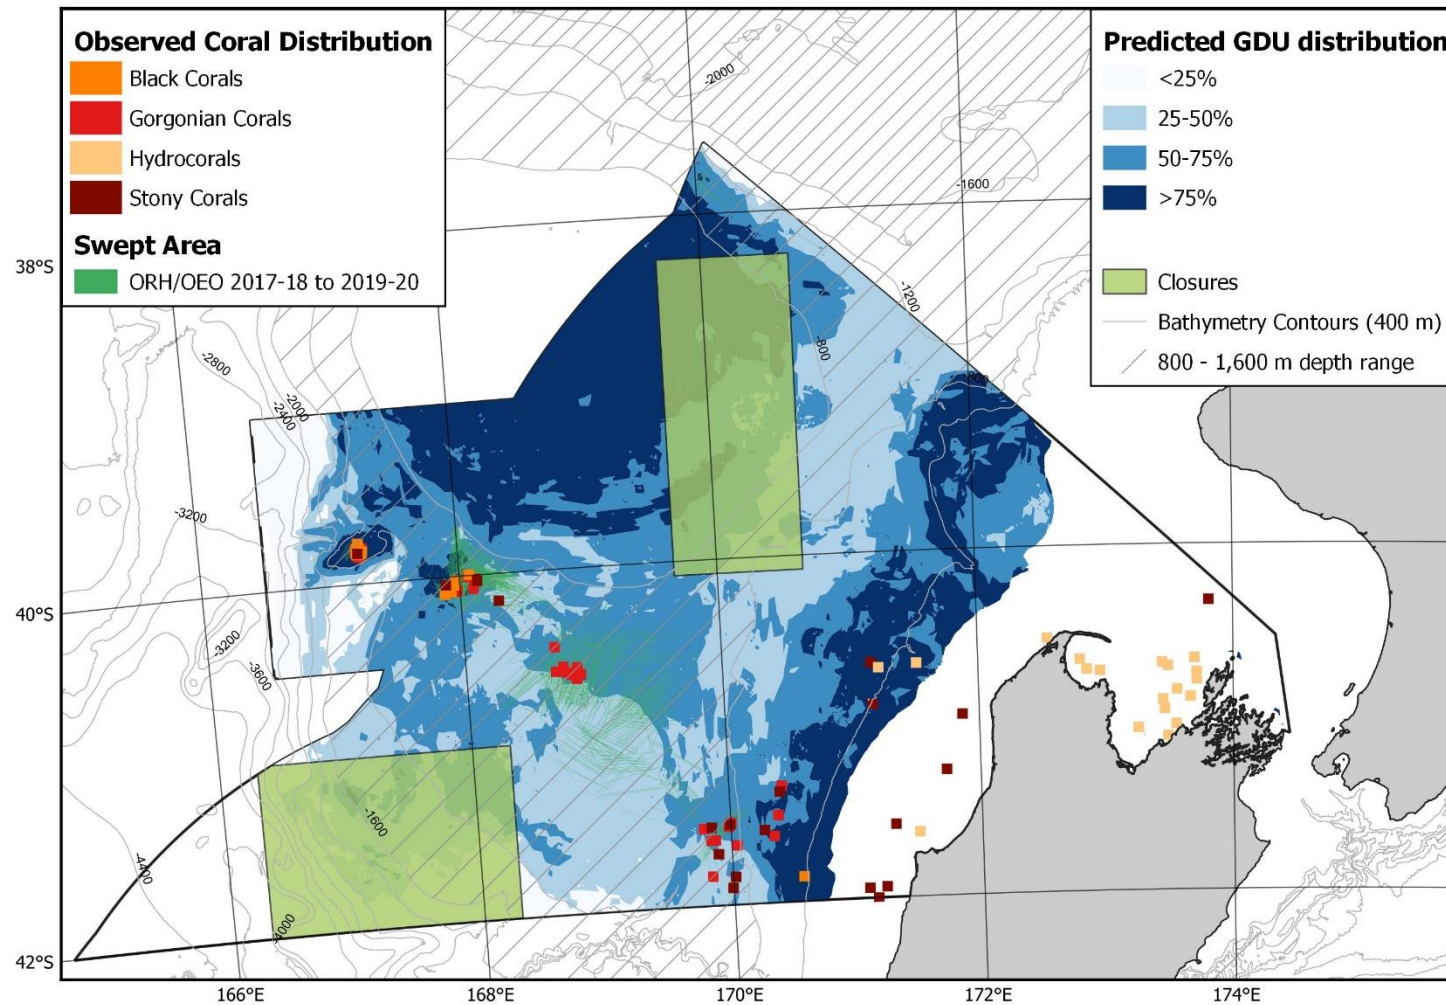 Observed Coral Distribution
Black Corals
Gorgonian Corals
Hydrocorals
Stony Corals
Swept Area
ORH/OEO 2017-18 to 2019-20
Predicted GDU distribution
<25%
25-50%
50-75%
>75%
Closures
Bathymetry Contours (400 m)
800 - 1,600 m depth range
-2000
-1600
38°S
-1200
-800
-2800
-2000
-2400
-3200
40°S
-3200
-3600
-1600
-4400
-4000
42°S
166°E
168°E
170°E
172°E
174°E